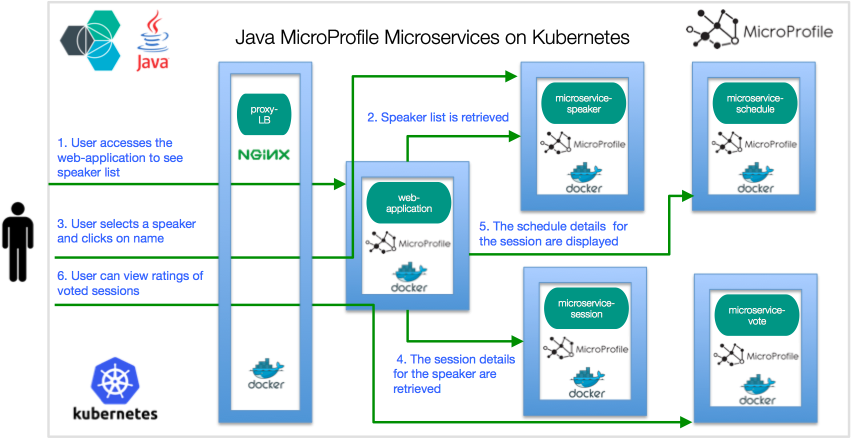 Java MicroProfile Microservices on Kubernetes
Java
MicroProfile
proxy-
LB
NGiNX
docker
1. User accesses the
web-application to see
speaker list
3. User selects a speaker
and clicks on name
6. User can view ratings of
voted sessions
kubernetes
web-
application
MicroProfile
docker
2. Speaker list is retrieved
microservice-
speaker
MicroProfile
docker
microservice-
schedule
MicroProfile
docker
5. The schedule details for
the session are displayed
4. The session details
for the speaker are
retrieved
microservice-
session
MicroProfile
docker
microservice-
vote
MicroProfile
docker